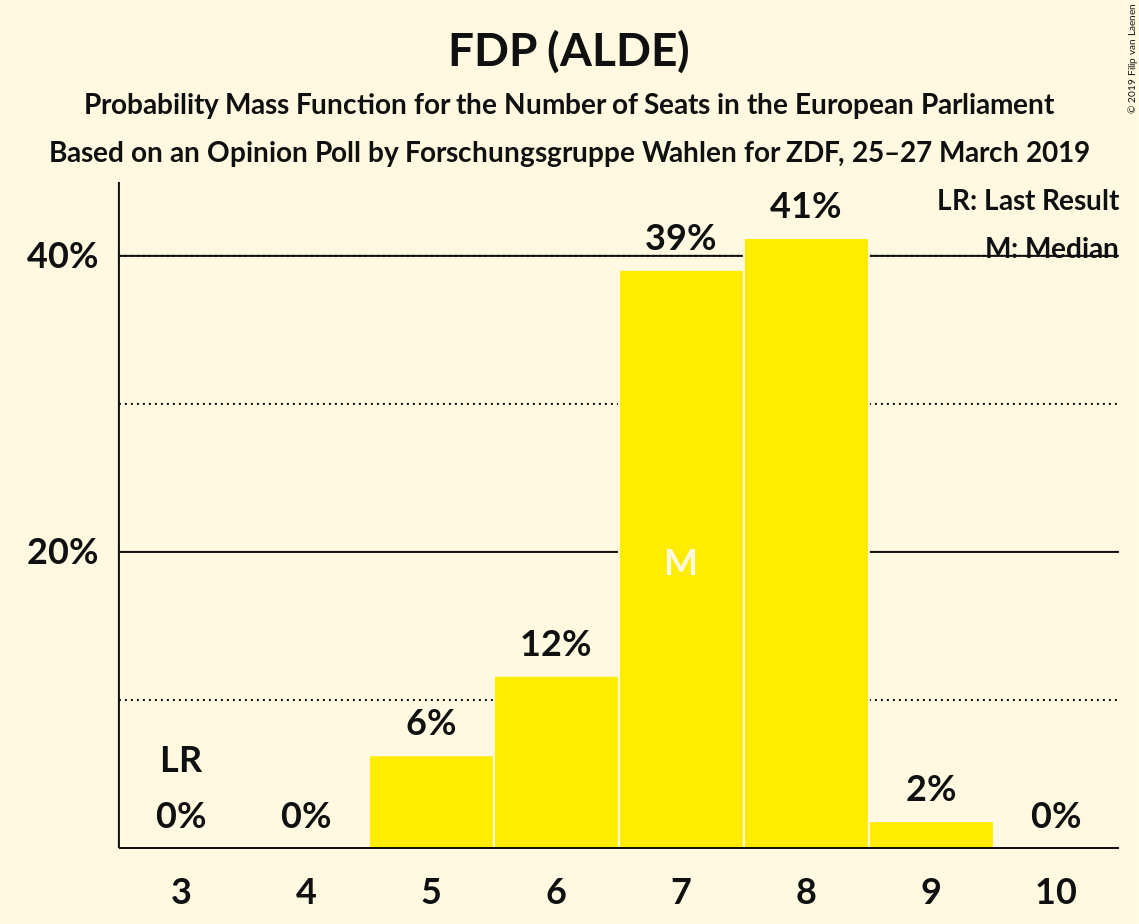 FDP (ALDE)
Probability Mass Function for the Number of Seats in the European Parliament
Based on an Opinion Poll by Forschungsgruppe Wahlen for ZDF, 25–27 March 2019
© 2019 Filip van Laenen
LR: Last Result
M: Median
40%
20%
LR
0%
0%
6%
12%
39%
M
41%
2%
0%
3 4 5 6 7 8 9 10